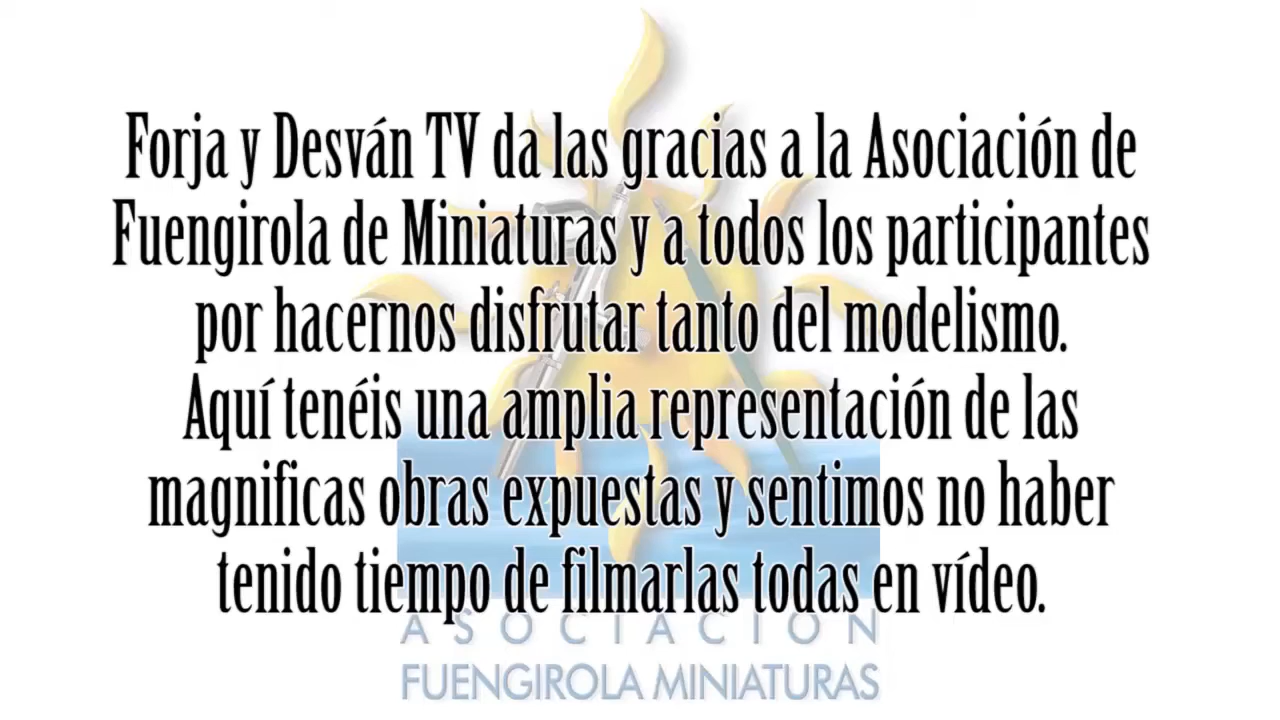 Forja y Desván TV da las gracias a la Asociación de
Fuengirola de Miniaturas y a todos los participantes
por hacernos disfrutar tanto del modelismo.
Aquí tenéis una amplia representación de las
magnificas obras expuestas y sentimos no haber
tenido tiempo de filmarlas todas en vídeo.
ASOCIACION
FUENGIROLA MINIATURAS